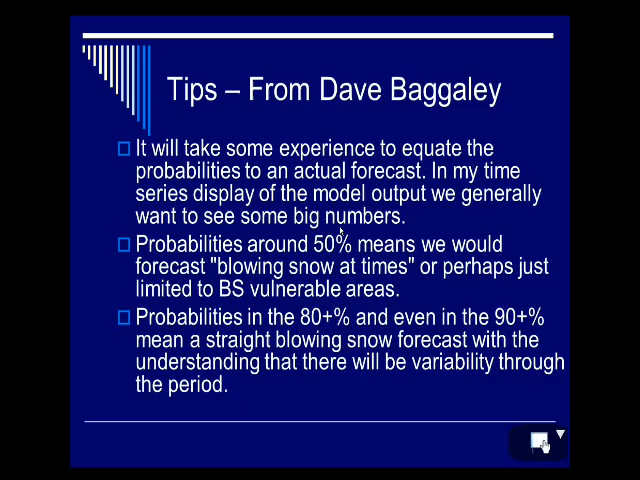 Tips – From Dave Baggaley
It will take some experience to equate the
probabilities to an actual forecast. In my time
series display of the model output we generally
want to see some big numbers.
Probabilities around 50% means we would
forecast "blowing snow at times" or perhaps just
limited to BS vulnerable areas.
Probabilities in the 80+% and even in the 90+%
mean a straight blowing snow forecast with the
understanding that there will be variability through
the period.